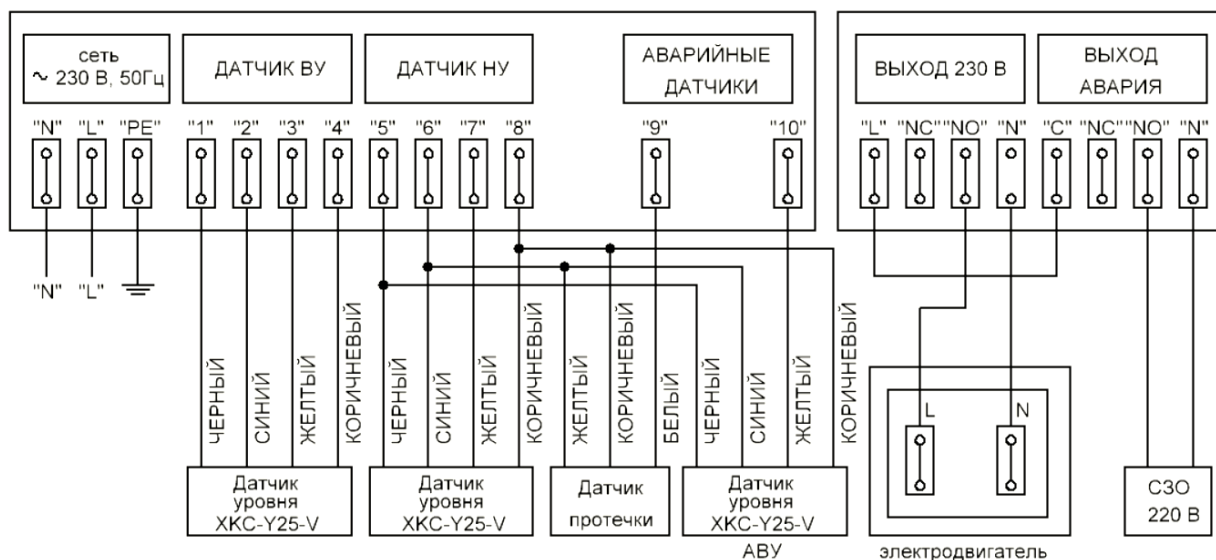 сеть
~ 230 В, 50Гц
ДАТЧИК ВУ
ДАТЧИК НУ
АВАРИЙНЫЕ
ДАТЧИКИ
ВЫХОД 230 В
ВЫХОД
АВАРИЯ
"N" "L" "PE" "1" "2" "3" "4" "5" "6" "7" "8" "9" "10" "L" "NC" "NO" "N" "C" "NC" "NO" "N"
"N" "L"
ЧЕРНЫЙ
СИНИЙ
ЖЕЛТЫЙ
КОРИЧНЕВЫЙ
ЧЕРНЫЙ
СИНИЙ
ЖЕЛТЫЙ
КОРИЧНЕВЫЙ
ЖЕЛТЫЙ
КОРИЧНЕВЫЙ
БЕЛЫЙ
ЧЕРНЫЙ
СИНИЙ
ЖЕЛТЫЙ
КОРИЧНЕВЫЙ
L N
Датчик
уровня
XKC-Y25-V
Датчик
уровня
XKC-Y25-V
Датчик
протечки
Датчик
уровня
XKC-Y25-V
АВУ
электродвигатель
СЗО
220 В